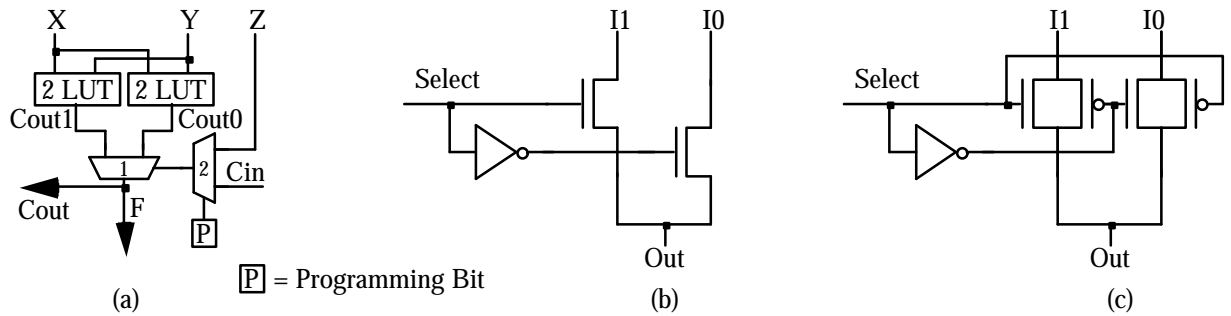 X Y Z
2 LUT 2 LUT
Cout1 Cout0
1
2
Cin
Cout
F
P
P = Programming Bit
(a)
I1 I0
Select
Out
(b)
I1 I0
Select
Out
(c)